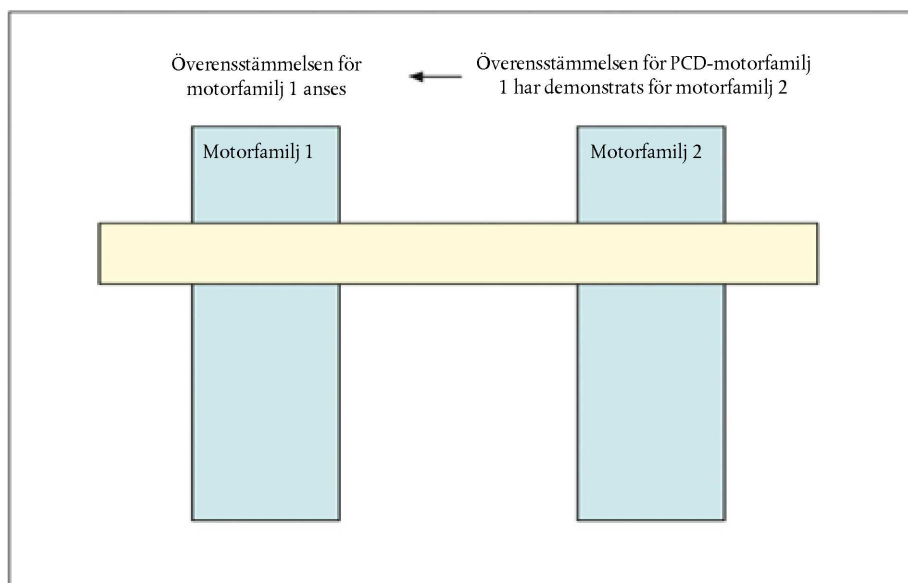 Överensstämmelsen för
motorfamilj 1 anses
Överensstämmelsen för PCD-motorfamilj
1 har demonstrats för motorfamilj 2
Motorfamilj 1
Motorfamilj 2